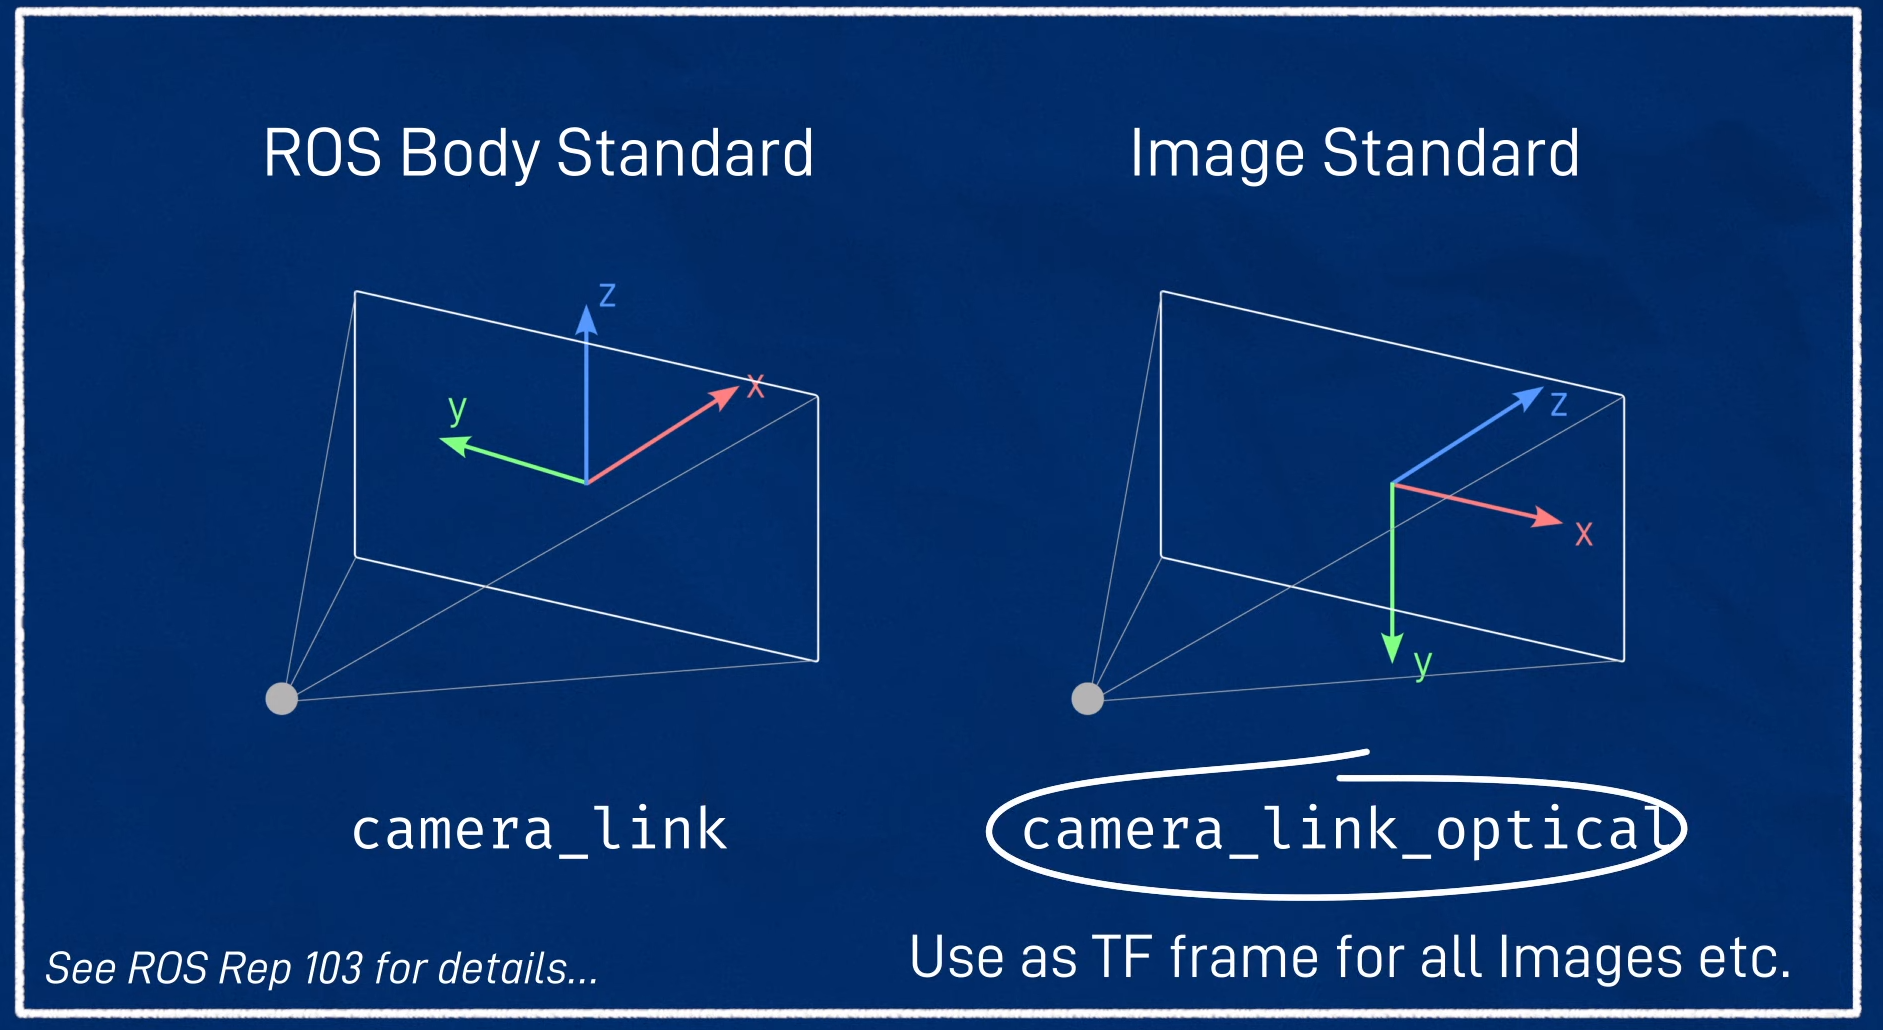 ROS Body Standard
Image Standard
z
x
y
z
x
y
camera_link
camera_link_optical
See ROS Rep 103 for details...
Use as TF frame for all Images etc.